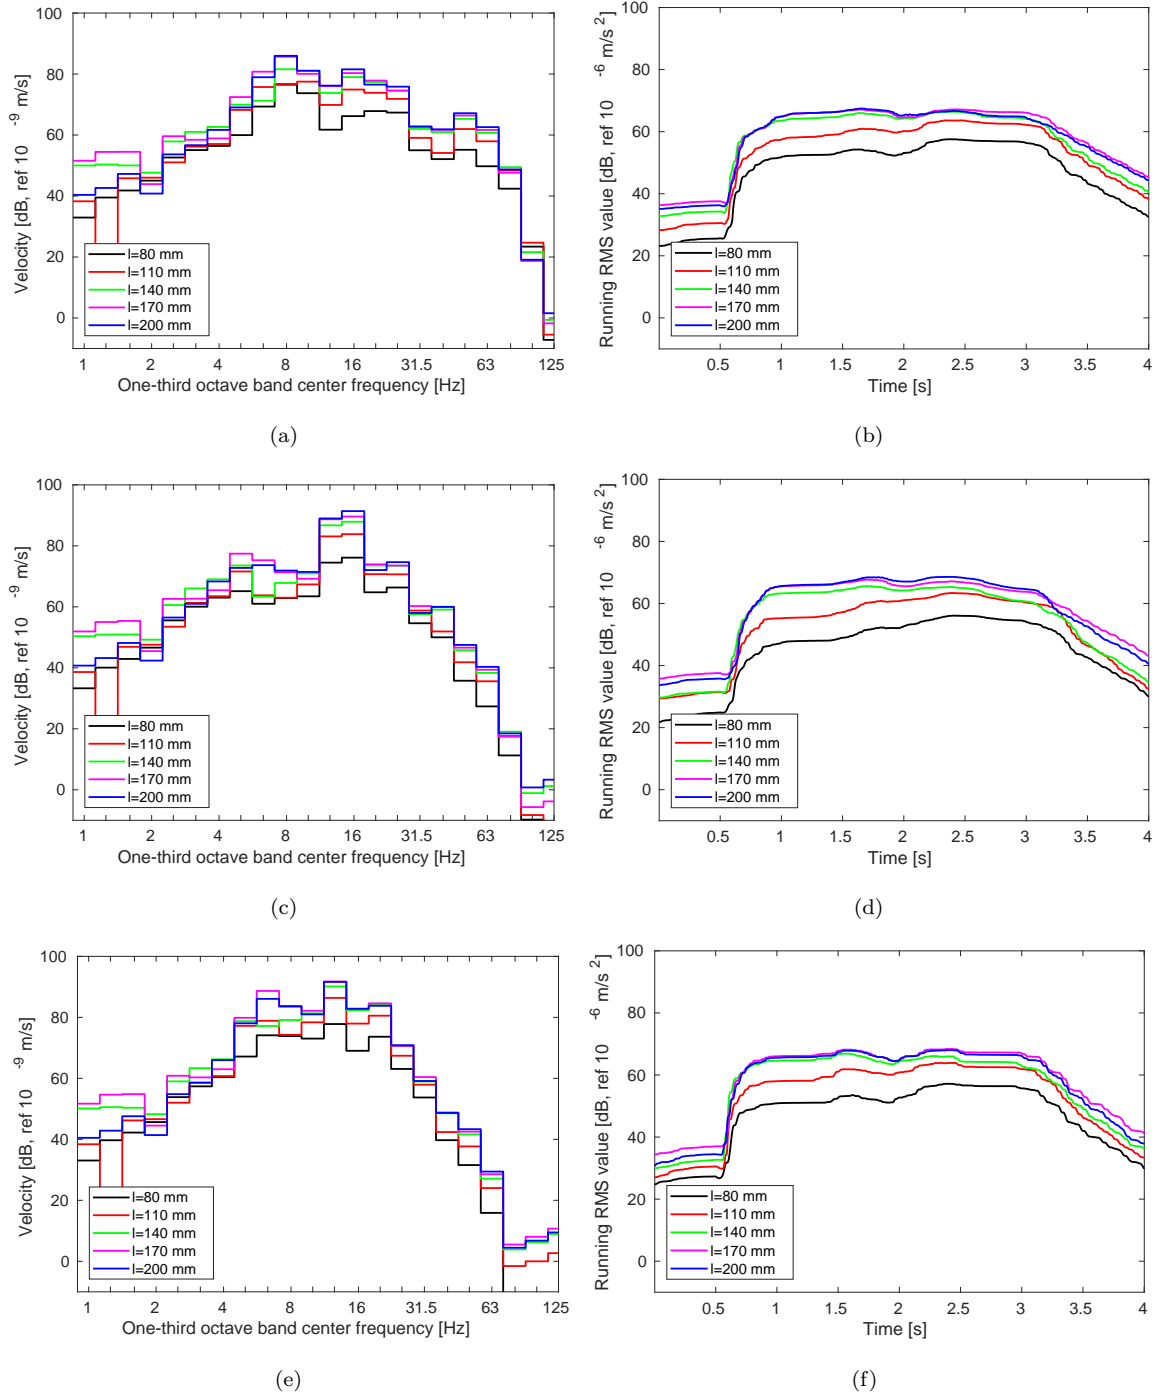 100
80
60
40
20
0
Velocity [dB, ref 10 -9 m/s]
l=80 mm
l=110 mm
l=140 mm
l=170 mm
l=200 mm
1 2 4 8 16 31.5 63 125
One-third octave band center frequency [Hz]
(a)
100
80
60
40
20
0
Running RMS value [dB, ref 10 -6 m/s 2 ]
l=80 mm
l=110 mm
l=140 mm
l=170 mm
l=200 mm
0.5 1 1.5 2 2.5 3 3.5 4
Time [s]
(b)
100
80
60
40
20
0
Velocity [dB, ref 10 -9 m/s]
l=80 mm
l=110 mm
l=140 mm
l=170 mm
l=200 mm
1 2 4 8 16 31.5 63 125
One-third octave band center frequency [Hz]
(c)
100
80
60
40
20
0
Running RMS value [dB, ref 10 -6 m/s 2 ]
l=80 mm
l=110 mm
l=140 mm
l=170 mm
l=200 mm
0.5 1 1.5 2 2.5 3 3.5 4
Time [s]
(d)
100
80
60
40
20
0
Velocity [dB, ref 10 -9 m/s]
l=80 mm
l=110 mm
l=140 mm
l=170 mm
l=200 mm
1 2 4 8 16 31.5 63 125
One-third octave band center frequency [Hz]
(e)
100
80
60
40
20
0
Running RMS value [dB, ref 10 -6 m/s 2 ]
l=80 mm
l=110 mm
l=140 mm
l=170 mm
l=200 mm
0.5 1 1.5 2 2.5 3 3.5 4
Time [s]
(f)